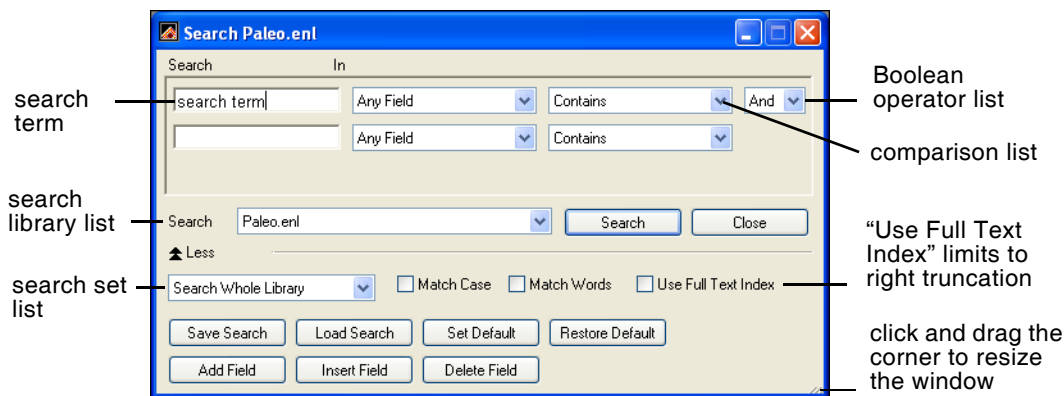 Search Paleo.enl
Search In
search term Any Field Contains And
Any Field Contains
Search Paleo.enl Search Close
Less
Search Whole Library Match Case Match Words Use Full Text Index
Save Search Load Search Set Default Restore Default
Add Field Insert Field Delete Field
search
term
search
library list
search set
list
Boolean
operator list
comparison list
“Use Full Text
Index” limits to
right truncation
click and drag the
corner to resize
the window